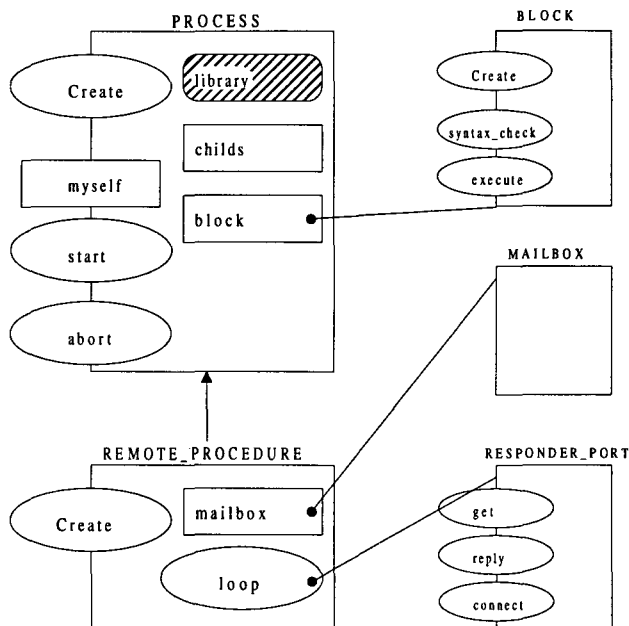 PROCESS
Create
library
childs
myself
block
start
abort
BLOCK
Create
syntax_check
execute
MAILBOX
REMOTE_PROCEDURE
Create
mailbox
loop
RESPONDER_PORT
get
reply
connect